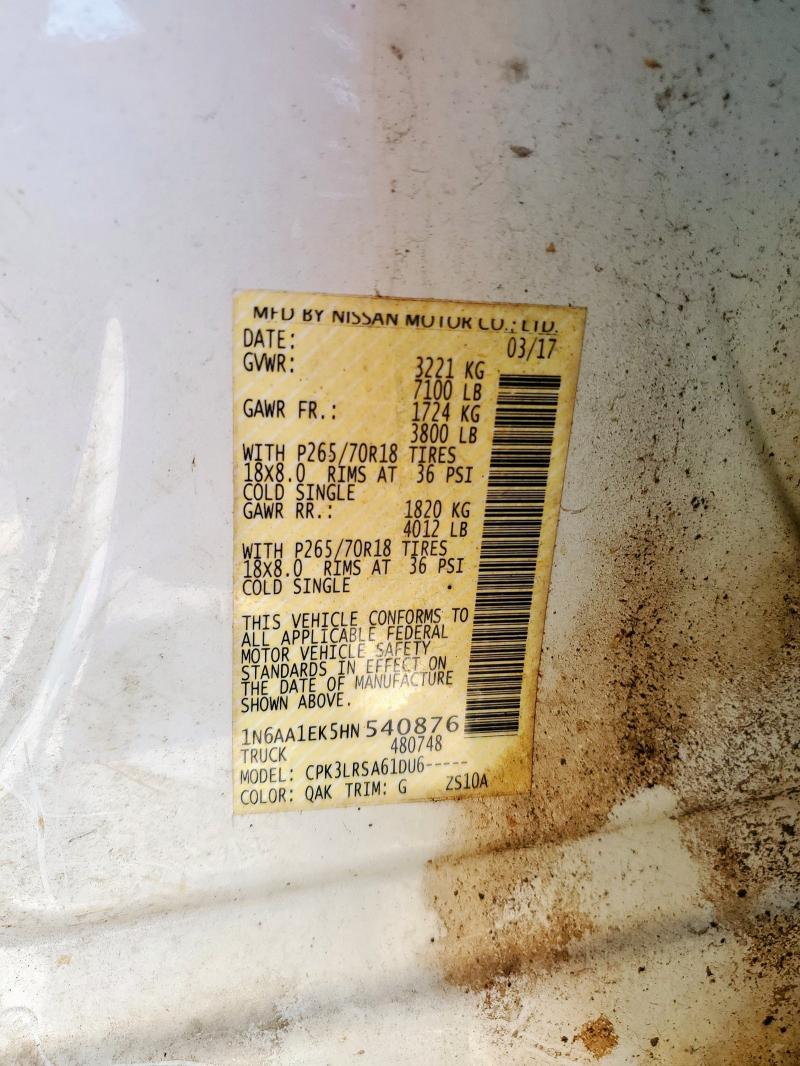 MFD BY NISSAN MOTOR CO., LTD.
DATE: 03/17
GVWR: 3221 KG
7100 LB
GAWR FR.: 1724 KG
3800 LB
WITH P265/70R18 TIRES
18X8.0 RIMS AT 36 PSI
COLD SINGLE
GAWR RR.: 1820 KG
4012 LB
WITH P265/70R18 TIRES
18X8.0 RIMS AT 36 PSI
COLD SINGLE
THIS VEHICLE CONFORMS TO
ALL APPLICABLE FEDERAL
MOTOR VEHICLE SAFETY
STANDARDS IN EFFECT ON
THE DATE OF MANUFACTURE
SHOWN ABOVE.
1N6AA1EK5HN540876
TRUCK 480748
MODEL: CPK3LRSA61DU6-----
COLOR: QAK TRIM: G ZS10A